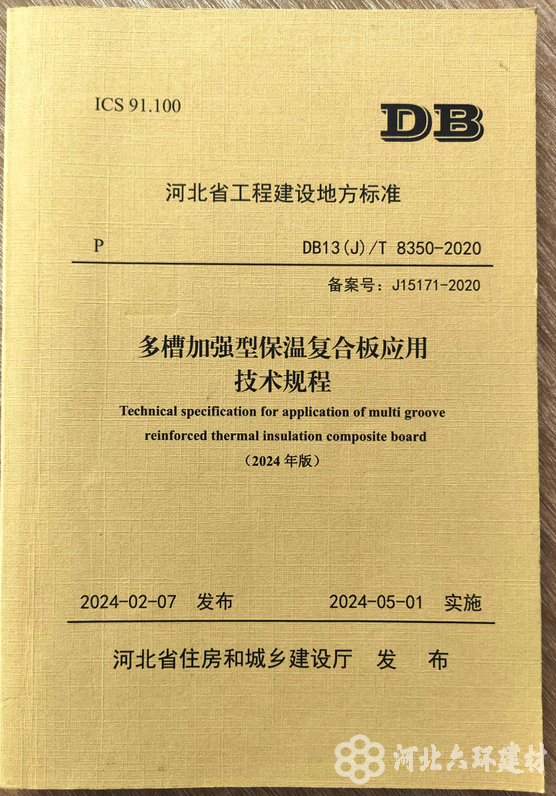 ICS 91.100
DB
河北省工程建设地方标准
P DB13(J)/T 8350-2020
备案号：J15171-2020
多槽加强型保温复合板应用
技术规程
Technical specification for application of multi groove
reinforced thermal insulation composite board
（2024 年版）
2024-02-07 发布 2024-05-01 实施
河北省住房和城乡建设厅 发 布
河北六环建材